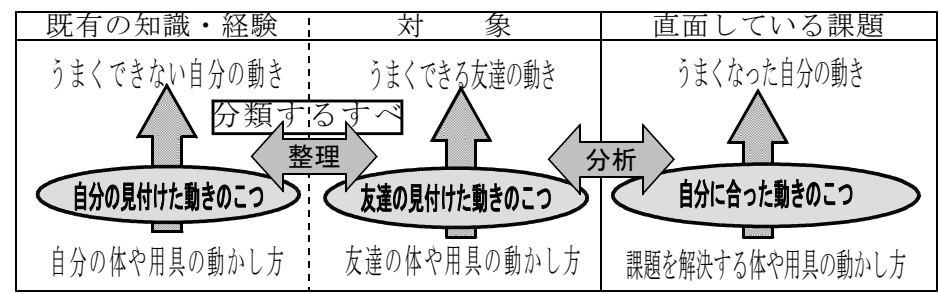 既有の知識・経験
対　　象
直面している課題
うまくできない自分の動き
うまくできる友達の動き
うまくなった自分の動き
分類するすべ
整理
分析
自分の見付けた動きのこつ
友達の見付けた動きのこつ
自分に合った動きのこつ
自分の体や用具の動かし方
友達の体や用具の動かし方
課題を解決する体や用具の動かし方